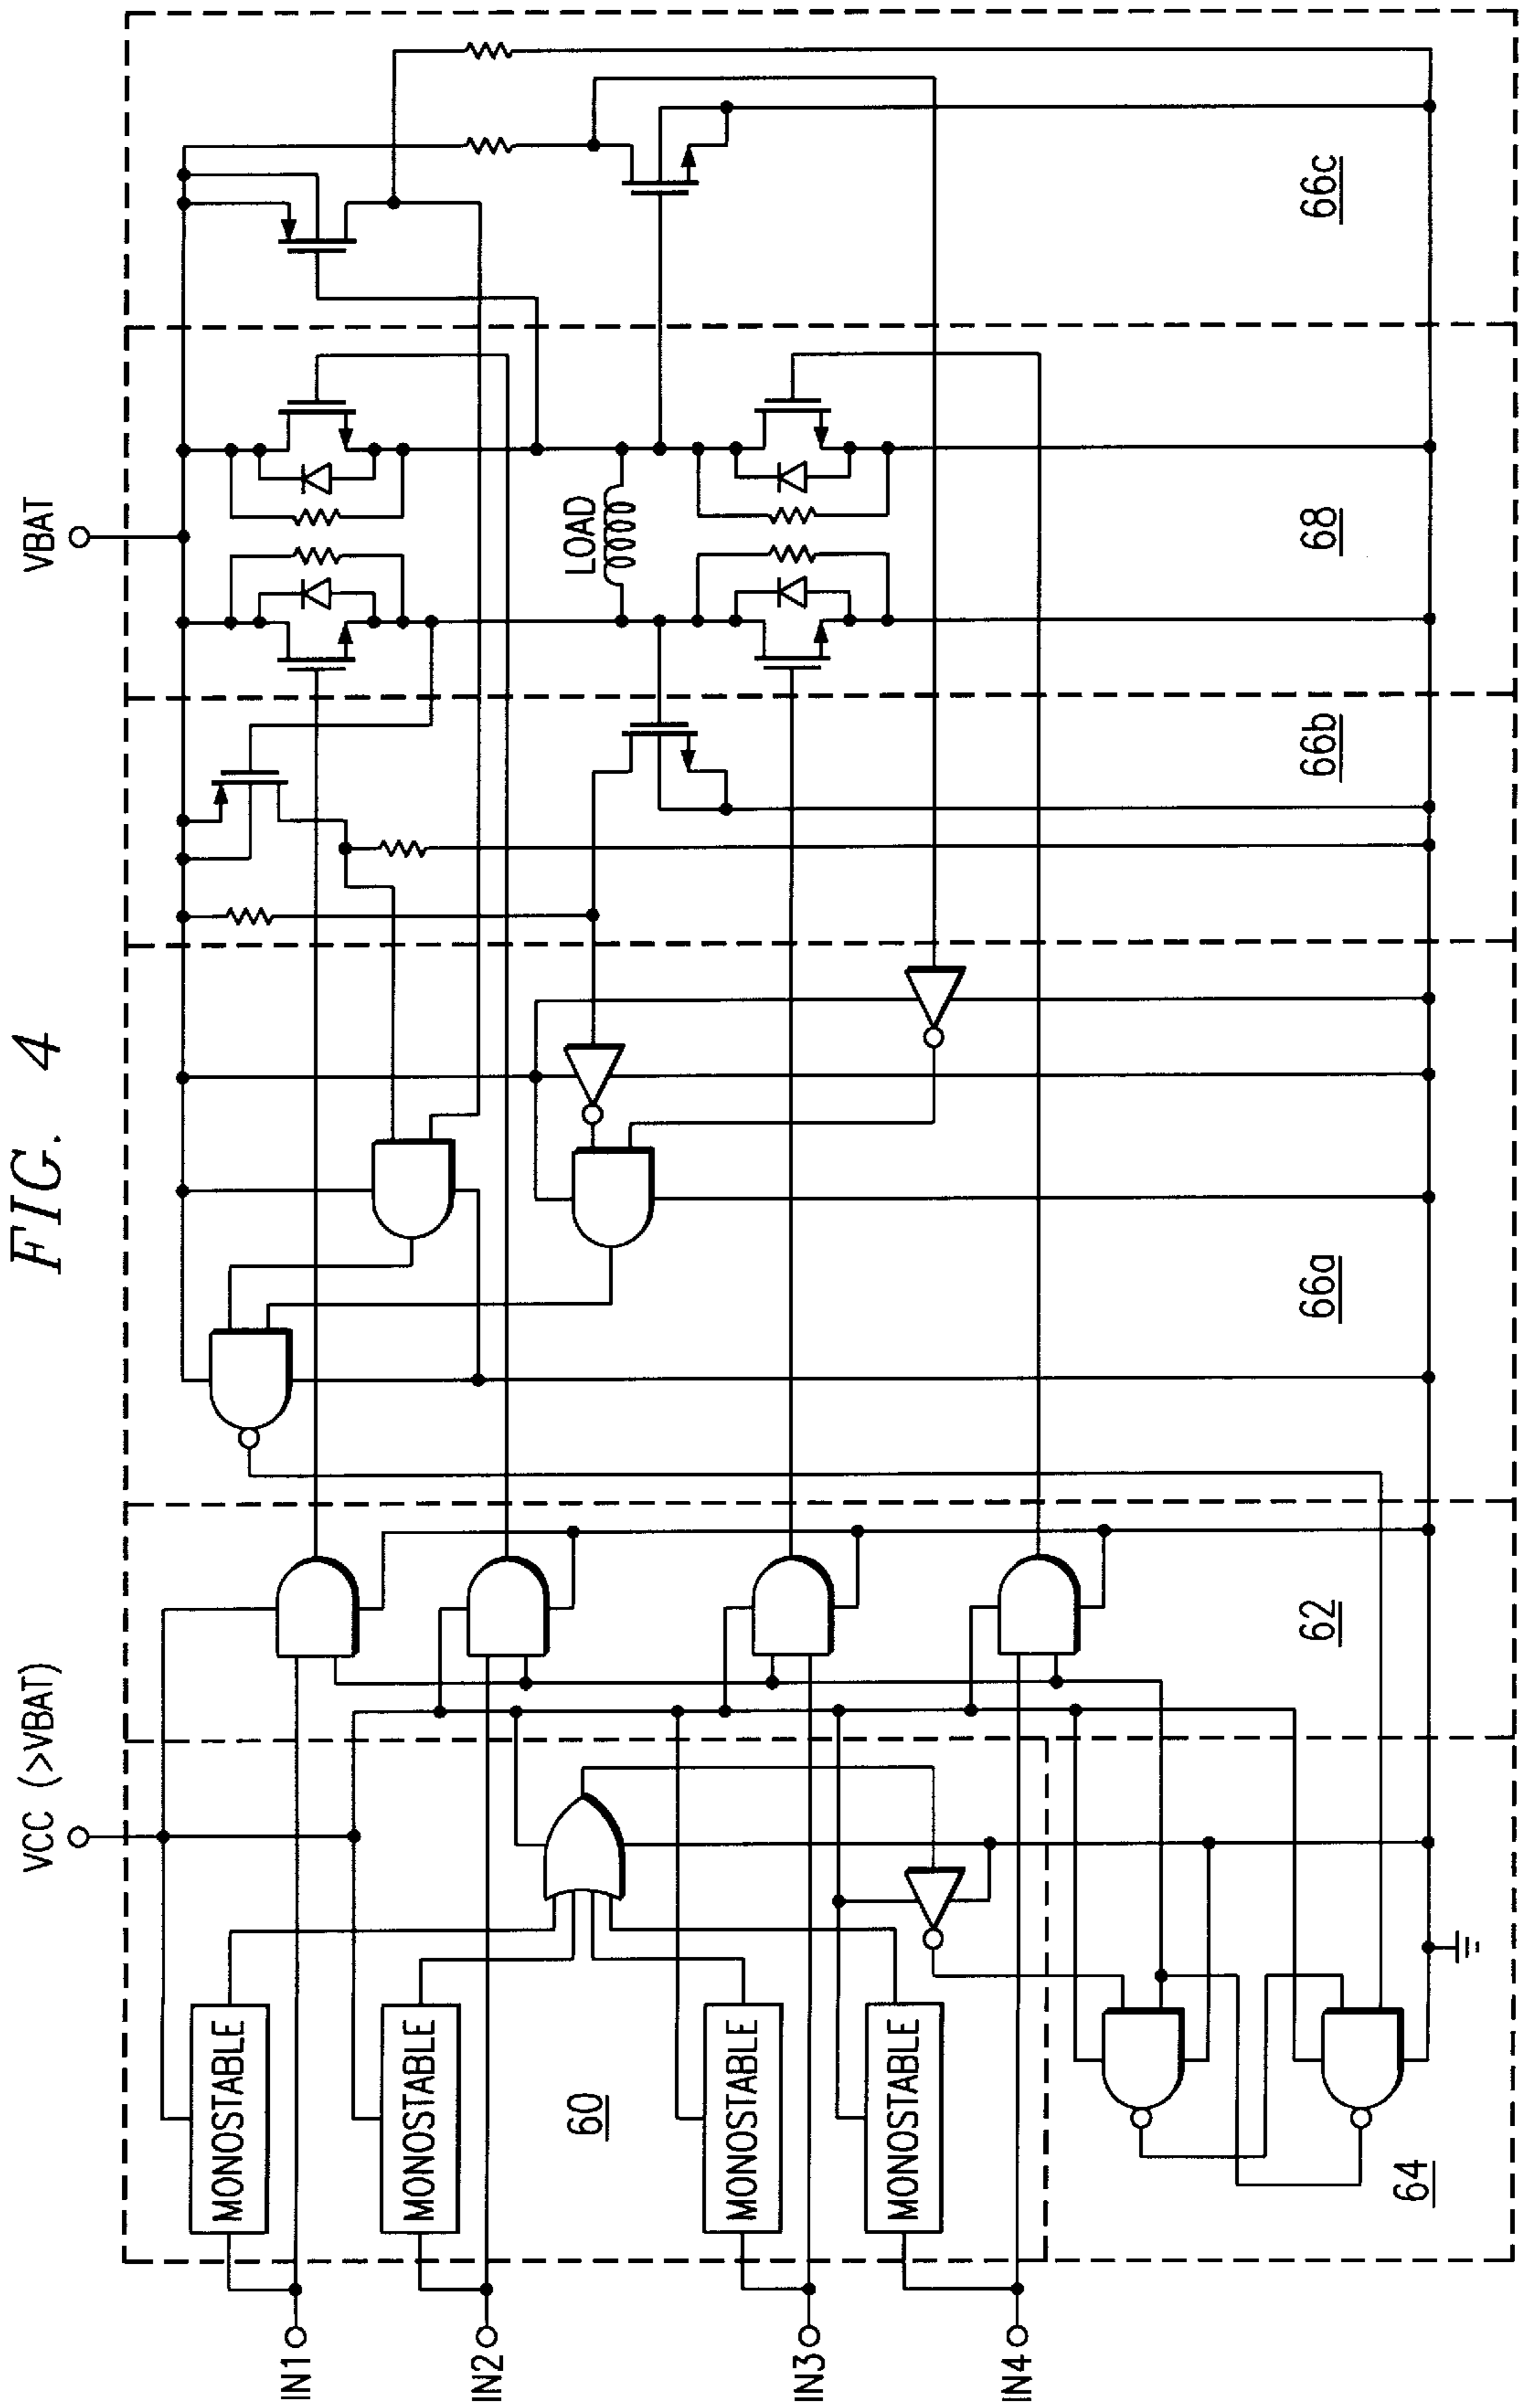 FIG. 4
VCC (>VBAT)
VBAT
IN1
IN2
IN3
IN4
MONOSTABLE
MONOSTABLE
MONOSTABLE
MONOSTABLE
60
64
62
66a
66b
LOAD
68
66c